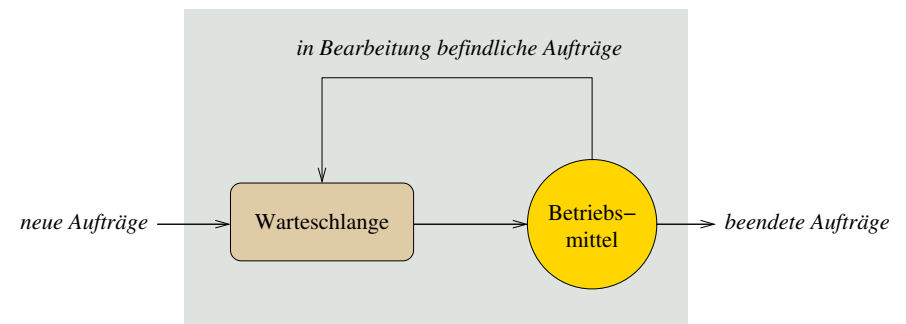 in Bearbeitung befindliche Aufträge
neue Aufträge
Warteschlange
Betriebs−
mittel
beendete Aufträge